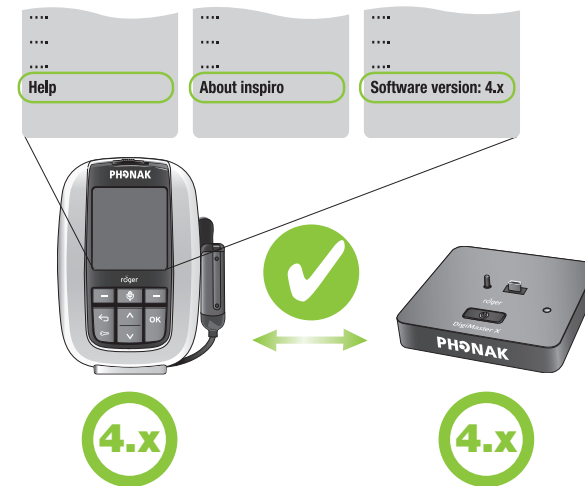 ....
....
....
Help
....
....
....
About inspiro
....
....
....
Software version: 4.x
PHONAK
roger
OK
roger
DigiMaster X
PHONAK
4.x
4.x